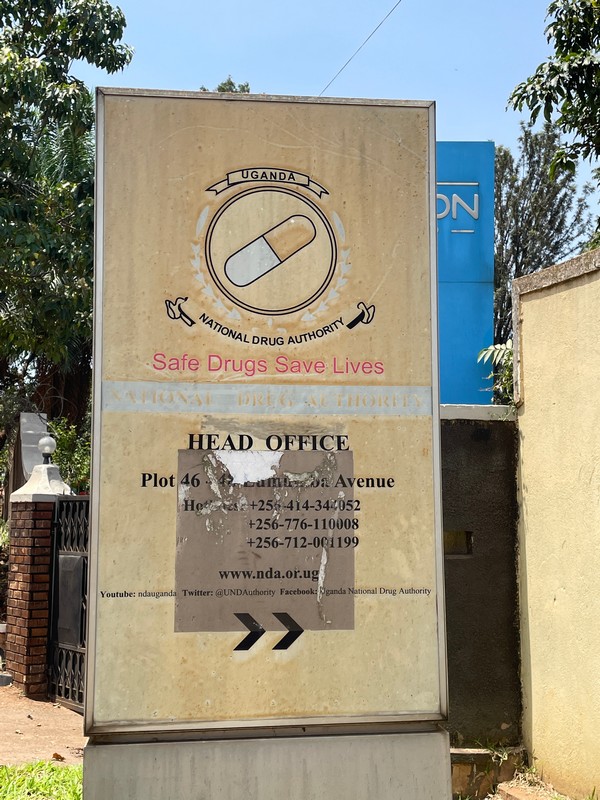 UGANDA
NATIONAL DRUG AUTHORITY
Safe Drugs Save Lives
NATIONAL DRUG AUTHORITY
HEAD OFFICE
Plot 46 Avenue
+256-414-344052
+256-776-110008
+256-712-001199
www.nda.or.ug
Youtube: ndauganda Twitter: @UNDAuthority Facebook: Uganda National Drug Authority
ON